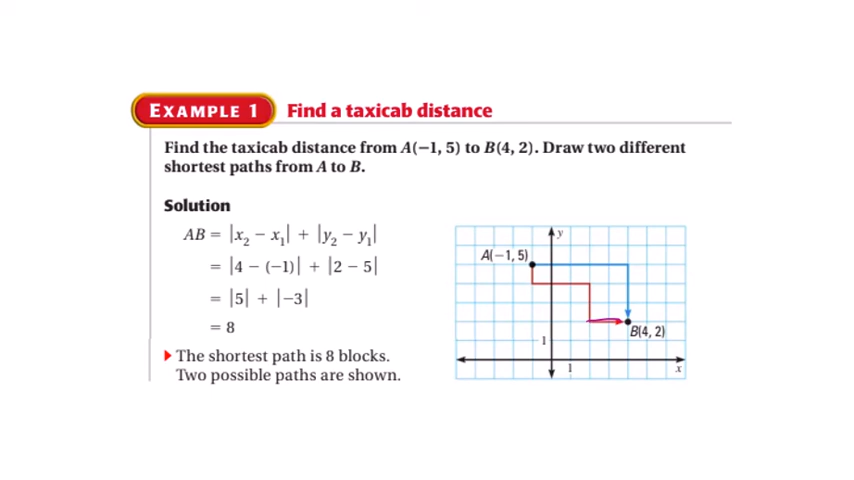 EXAMPLE 1 Find a taxicab distance
Find the taxicab distance from A(−1, 5) to B(4, 2). Draw two different
shortest paths from A to B.
Solution
AB = |x₂ − x₁| + |y₂ − y₁|
= |4 − (−1)| + |2 − 5|
= |5| + |−3|
= 8
The shortest path is 8 blocks.
Two possible paths are shown.
y
A(−1, 5)
B(4, 2)
1
1
x